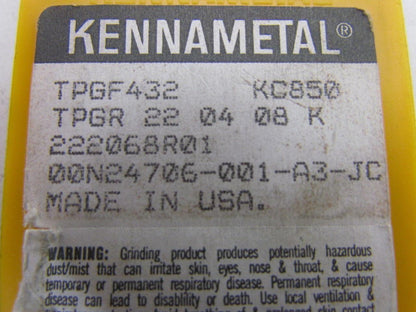 KENNAMETAL®
TPGF432 KC850
TPGR 22 04 08 K
222068R01
00N24706-001-A3-JC
MADE IN USA.
WARNING: Grinding product produces potentially hazardous
dust/mist that can irritate skin, eyes, nose & throat, & cause
temporary or permanent respiratory disease. Permanent respiratory
disease can lead to disablility or death. Use local ventilation &